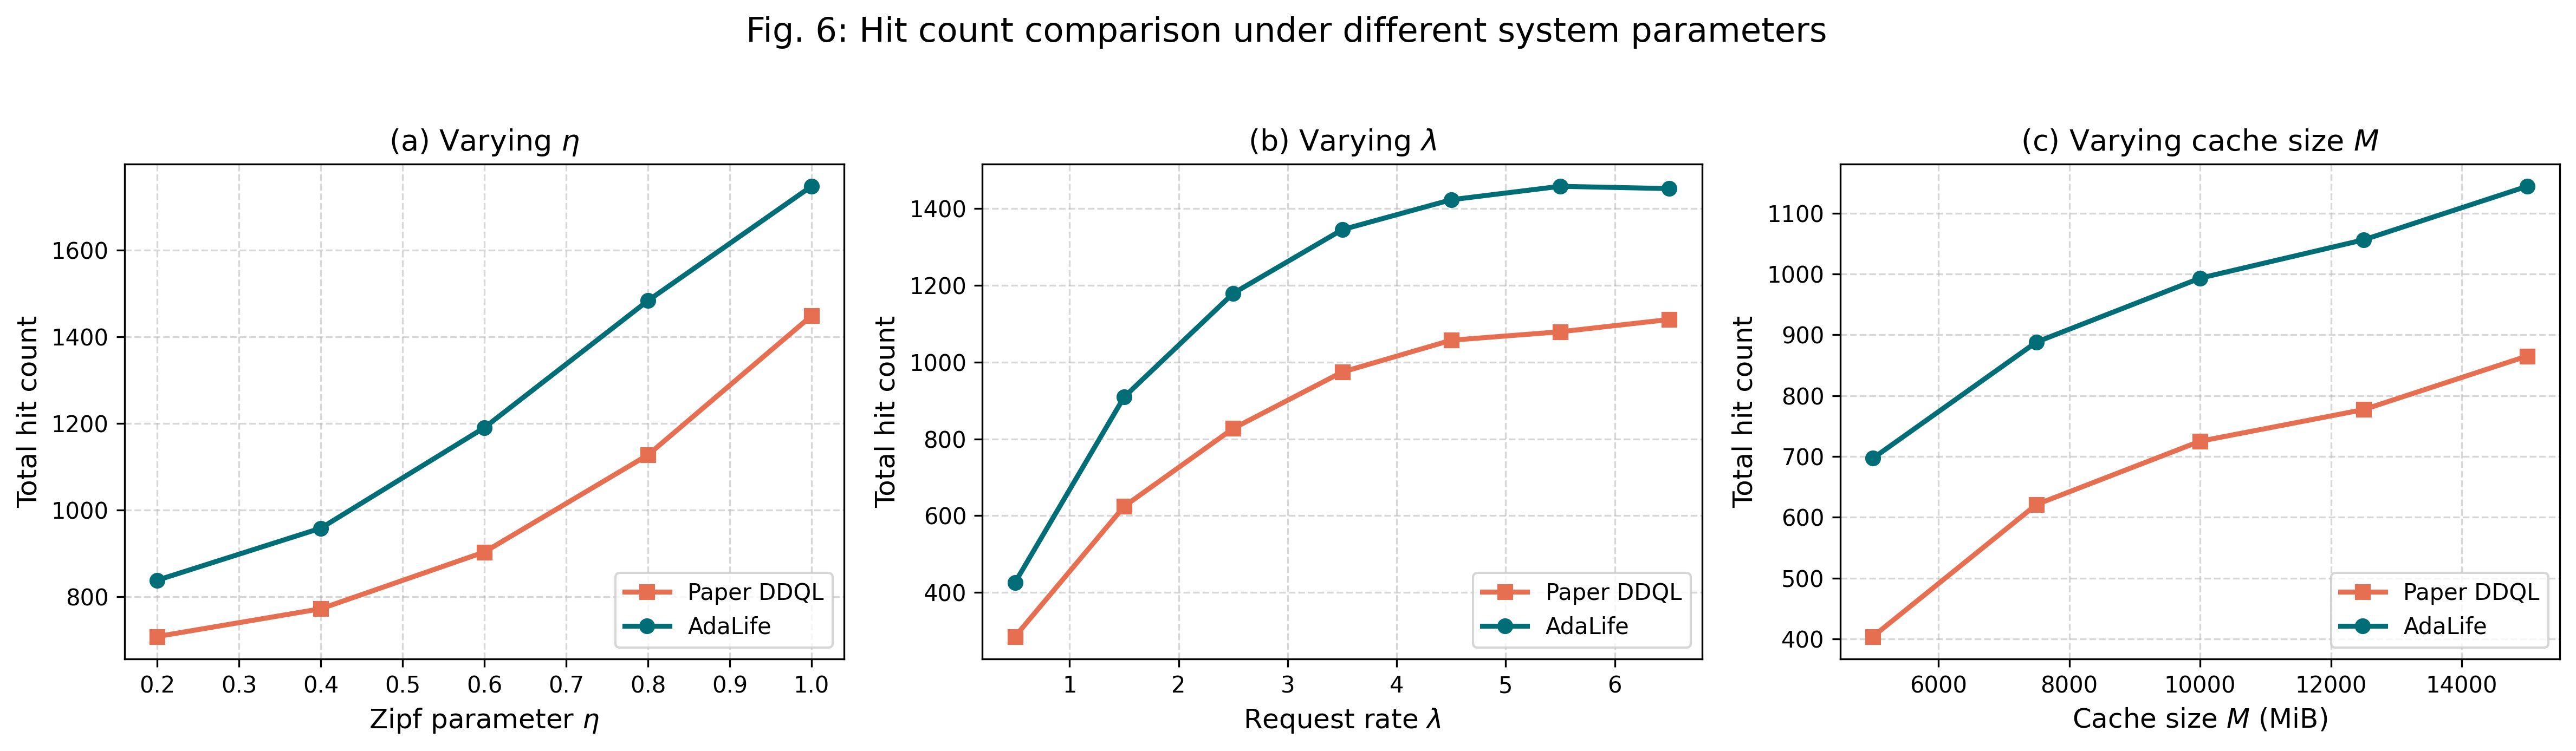 Fig. 6: Hit count comparison under different system parameters
(a) Varying η
Total hit count
1600
1400
1200
1000
800
0.2 0.3 0.4 0.5 0.6 0.7 0.8 0.9 1.0
Zipf parameter η
Paper DDQL
AdaLife
(b) Varying λ
Total hit count
1400
1200
1000
800
600
400
1 2 3 4 5 6
Request rate λ
Paper DDQL
AdaLife
(c) Varying cache size M
Total hit count
1100
1000
900
800
700
600
500
400
6000 8000 10000 12000 14000
Cache size M (MiB)
Paper DDQL
AdaLife